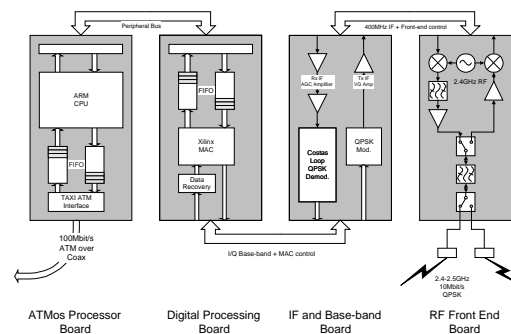 Peripheral Bus
400MHz IF + Front-end control
ARM
CPU
FIFO
FIFO
TAXI ATM
Interface
100Mbit/s
ATM over
Coax
FIFO
Xilinx
MAC
Data
Recovery
I/Q Base-band + MAC control
Rx IF
AGC Amplifier
Tx IF
VG Amp
Costas
Loop
QPSK
Demod.
QPSK
Mod.
2.4GHz RF
2.4-2.5GHz
10Mbit/s
QPSK
ATMos Processor
Board
Digital Processing
Board
IF and Base-band
Board
RF Front End
Board